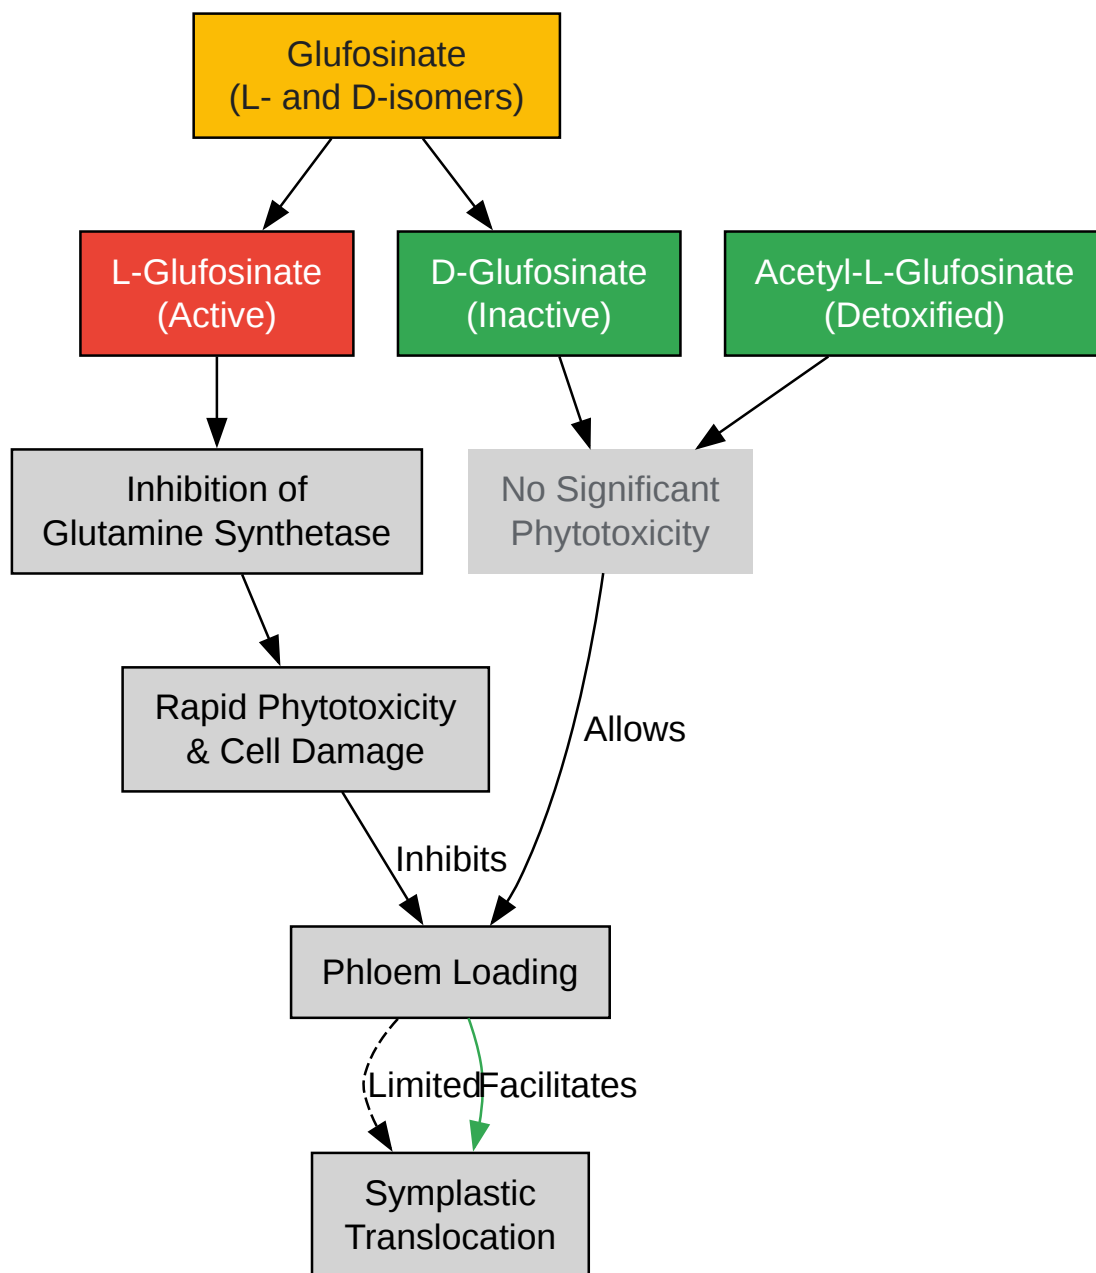 Glufosinate
(L- and D-isomers)
L-Glufosinate
(Active)
D-Glufosinate
(Inactive)
Acetyl-L-Glufosinate
(Detoxified)
Inhibition of
Glutamine Synthetase
No Significant
Phytotoxicity
Rapid Phytotoxicity
& Cell Damage
Allows
Inhibits
Phloem Loading
Limited
Facilitates
Symplastic
Translocation